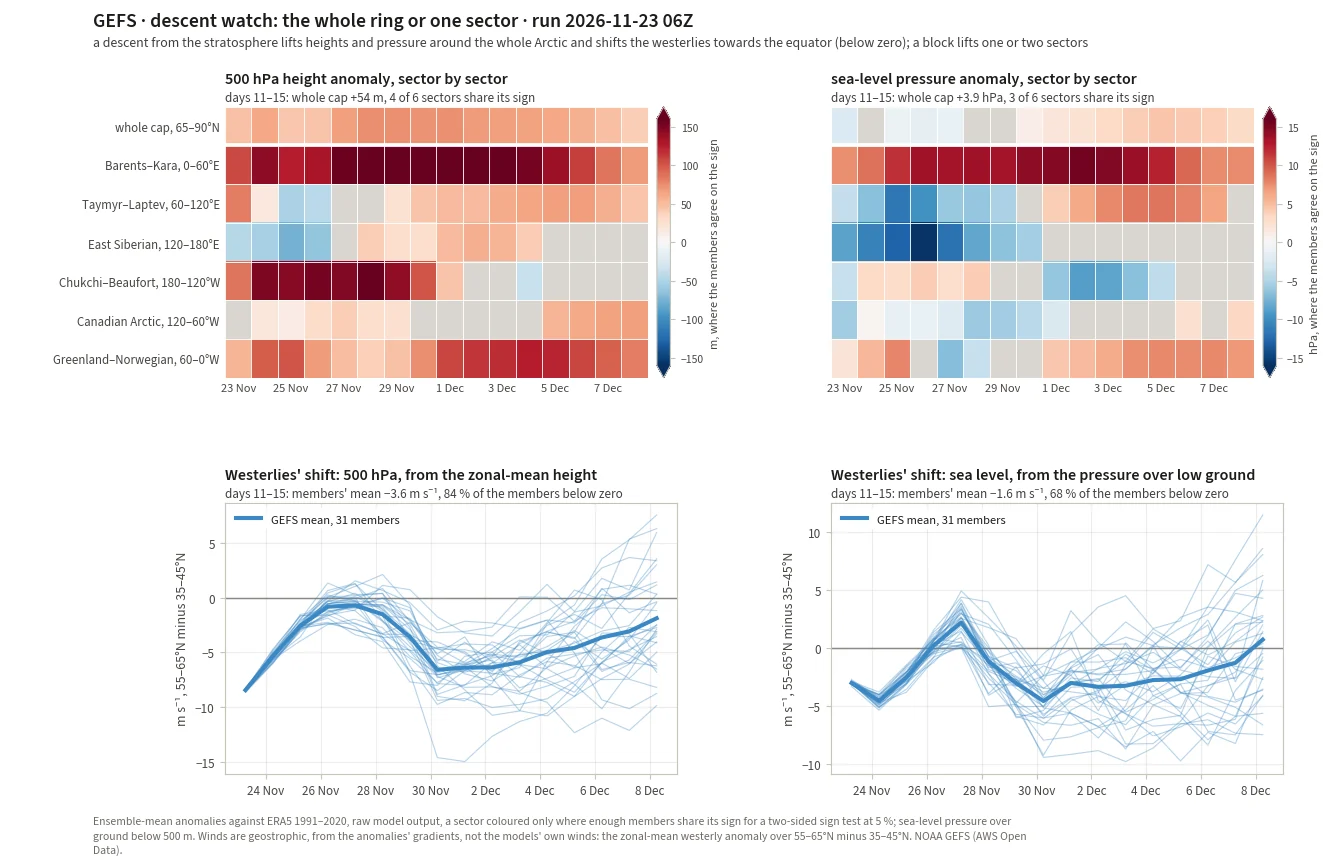 GEFS · descent watch: the whole ring or one sector · run 2026-11-23 06Z
a descent from the stratosphere lifts heights and pressure around the whole Arctic and shifts the westerlies towards the equator (below zero); a block lifts one or two sectors
500 hPa height anomaly, sector by sector
days 11–15: whole cap +54 m, 4 of 6 sectors share its sign
whole cap, 65–90°N
Barents–Kara, 0–60°E
Taymyr–Laptev, 60–120°E
East Siberian, 120–180°E
Chukchi–Beaufort, 180–120°W
Canadian Arctic, 120–60°W
Greenland–Norwegian, 60–0°W
23 Nov 25 Nov 27 Nov 29 Nov 1 Dec 3 Dec 5 Dec 7 Dec
150
100
50
0
−50
−100
−150
m, where the members agree on the sign
sea-level pressure anomaly, sector by sector
days 11–15: whole cap +3.9 hPa, 3 of 6 sectors share its sign
23 Nov 25 Nov 27 Nov 29 Nov 1 Dec 3 Dec 5 Dec 7 Dec
15
10
5
0
−5
−10
−15
hPa, where the members agree on the sign
Westerlies' shift: 500 hPa, from the zonal-mean height
days 11–15: members' mean −3.6 m s⁻¹, 84 % of the members below zero
GEFS mean, 31 members
m s⁻¹, 55–65°N minus 35–45°N
5
0
−5
−10
−15
24 Nov 26 Nov 28 Nov 30 Nov 2 Dec 4 Dec 6 Dec 8 Dec
Westerlies' shift: sea level, from the pressure over low ground
days 11–15: members' mean −1.6 m s⁻¹, 68 % of the members below zero
GEFS mean, 31 members
m s⁻¹, 55–65°N minus 35–45°N
10
5
0
−5
−10
24 Nov 26 Nov 28 Nov 30 Nov 2 Dec 4 Dec 6 Dec 8 Dec
Ensemble-mean anomalies against ERA5 1991–2020, raw model output, a sector coloured only where enough members share its sign for a two-sided sign test at 5 %; sea-level pressure over
ground below 500 m. Winds are geostrophic, from the anomalies' gradients, not the models' own winds: the zonal-mean westerly anomaly over 55–65°N minus 35–45°N. NOAA GEFS (AWS Open
Data).